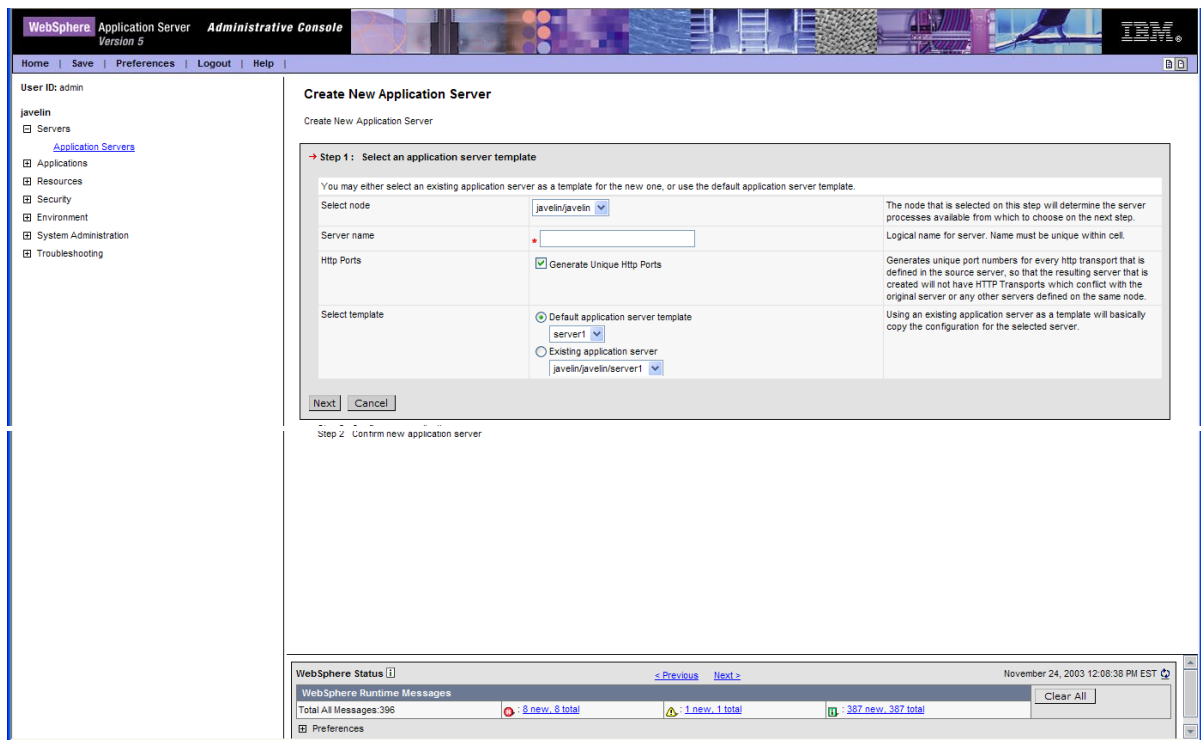 WebSphere Application Server Administrative Console
Version 5
IBM.
Home | Save | Preferences | Logout | Help |
User ID: admin
javelin
Servers
Application Servers
Applications
Resources
Security
Environment
System Administration
Troubleshooting
Create New Application Server
Create New Application Server
→ Step 1 : Select an application server template
You may either select an existing application server as a template for the new one, or use the default application server template.
Select node
javelin/javelin
The node that is selected on this step will determine the server
processes available from which to choose on the next step.
Server name
*
Logical name for server. Name must be unique within cell.
Http Ports
Generate Unique Http Ports
Generates unique port numbers for every http transport that is
defined in the source server, so that the resulting server that is
created will not have HTTP Transports which conflict with the
original server or any other servers defined on the same node.
Select template
Default application server template
server1
Existing application server
javelin/javelin/server1
Using an existing application server as a template will basically
copy the configuration for the selected server.
Next Cancel
Step 2 Confirm new application server
WebSphere Status i
< Previous Next >
November 24, 2003 12:08:38 PM EST
WebSphere Runtime Messages
Clear All
Total All Messages:396
: 8 new, 8 total
: 1 new, 1 total
: 387 new, 387 total
Preferences